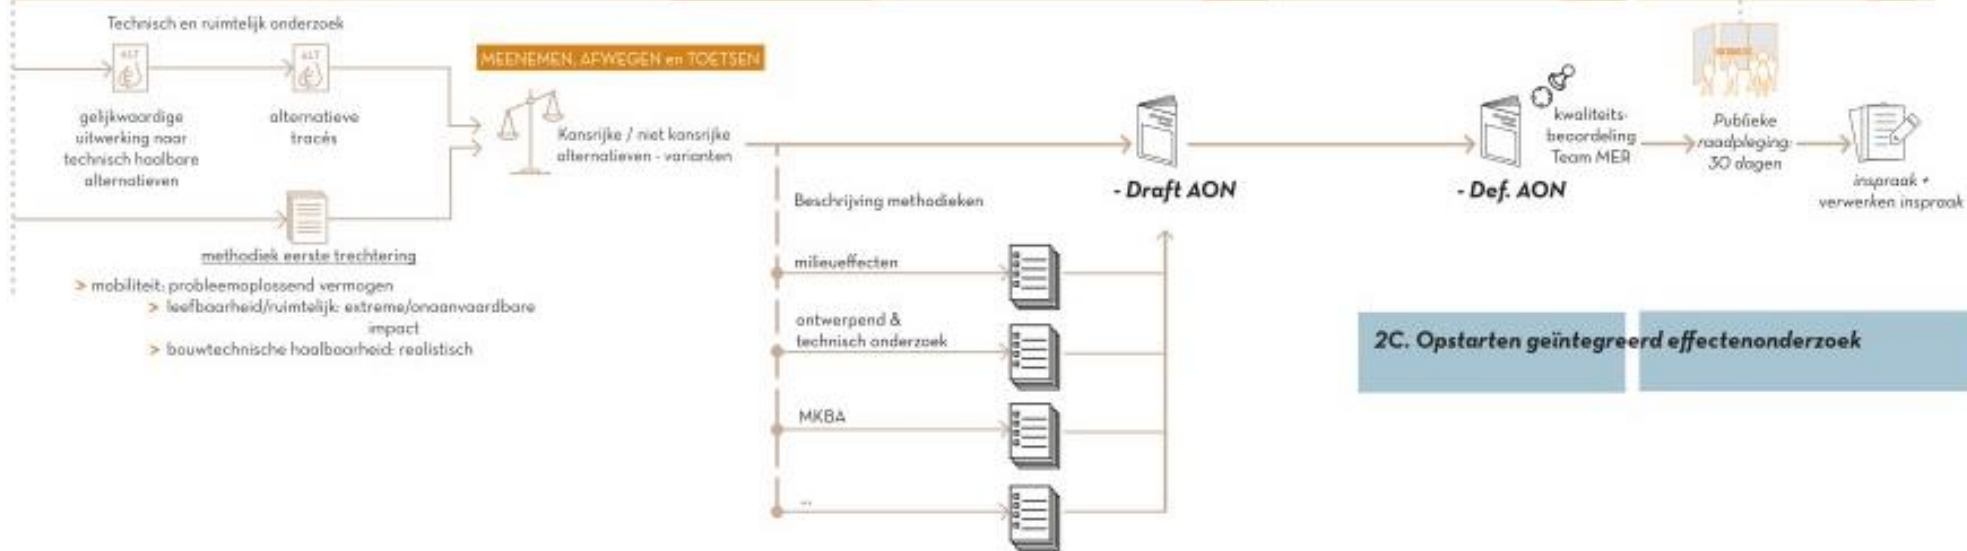 Technisch en ruimtelijk onderzoek
ALT
ALT
gelijkwaardige
uitwerking naar
technisch haalbare
alternatieven
alternatieve
tracés
methodiek eerste trechtering
> mobiliteit: probleemoplossend vermogen
> leefbaarheid/ruimtelijk: extreme/onaanvaardbare
impact
> bouwtechnische haalbaarheid: realistisch
MEENEMEN, AFWEGEN en TOETSEN
Kansrijke / niet kansrijke
alternatieven - varianten
Beschrijving methodieken
milieueffecten
ontwerpend &
technisch onderzoek
MKBA
...
- Draft AON
- Def. AON
kwaliteits-
beoordeling
Team MER
Publieke
raadpleging:
30 dagen
inspraak +
verwerken inspraak
2C. Opstarten geïntegreerd effectenonderzoek